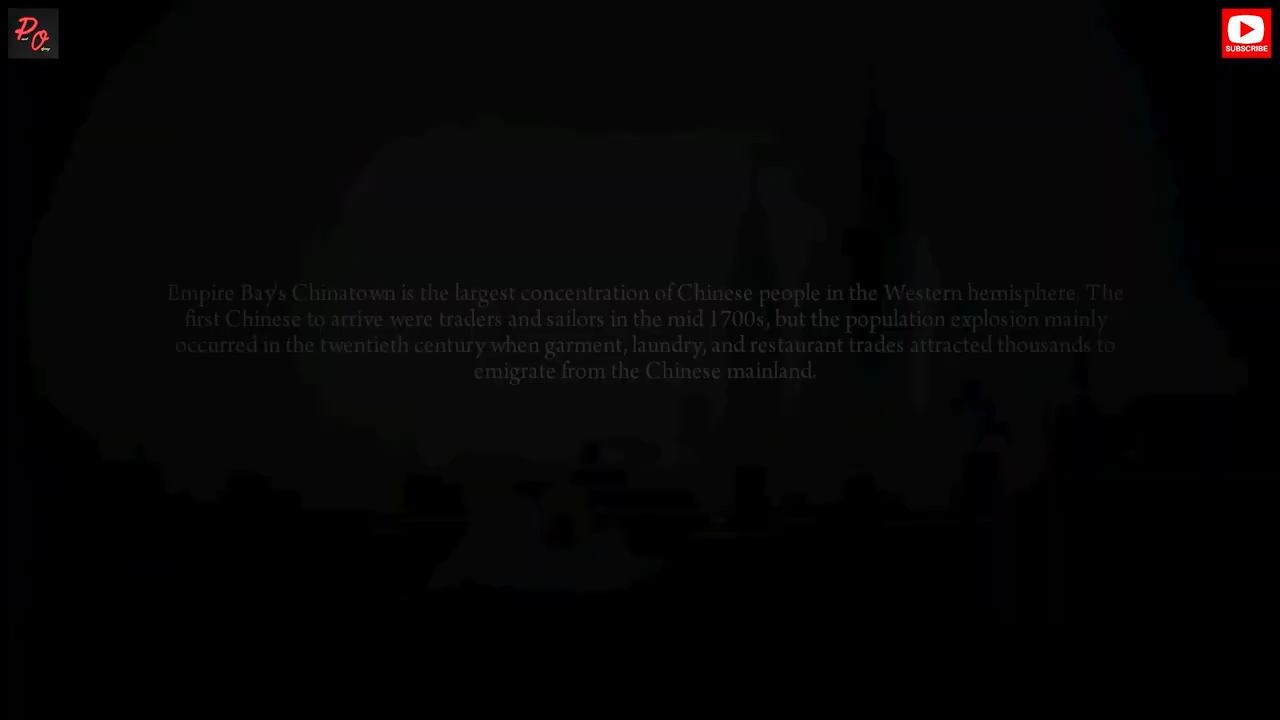 PO
SUBSCRIBE
Empire Bay's Chinatown is the largest concentration of Chinese people in the Western hemisphere. The
first Chinese to arrive were traders and sailors in the mid 1700s, but the population explosion mainly
occurred in the twentieth century when garment, laundry, and restaurant trades attracted thousands to
emigrate from the Chinese mainland.